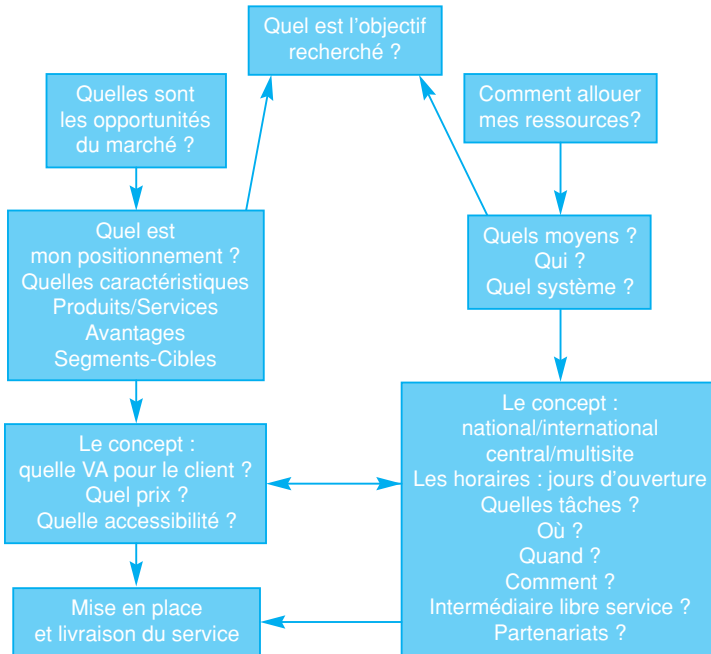 Quel est l'objectif
recherché ?
Quelles sont
les opportunités
du marché ?
Comment allouer
mes ressources?
Quel est
mon positionnement ?
Quelles caractéristiques
Produits/Services
Avantages
Segments-Cibles
Quels moyens ?
Qui ?
Quel système ?
Le concept :
quelle VA pour le client ?
Quel prix ?
Quelle accessibilité ?
Le concept :
national/international
central/multisite
Les horaires : jours d'ouverture
Quelles tâches ?
Où ?
Quand ?
Comment ?
Intermédiaire libre service ?
Partenariats ?
Mise en place
et livraison du service